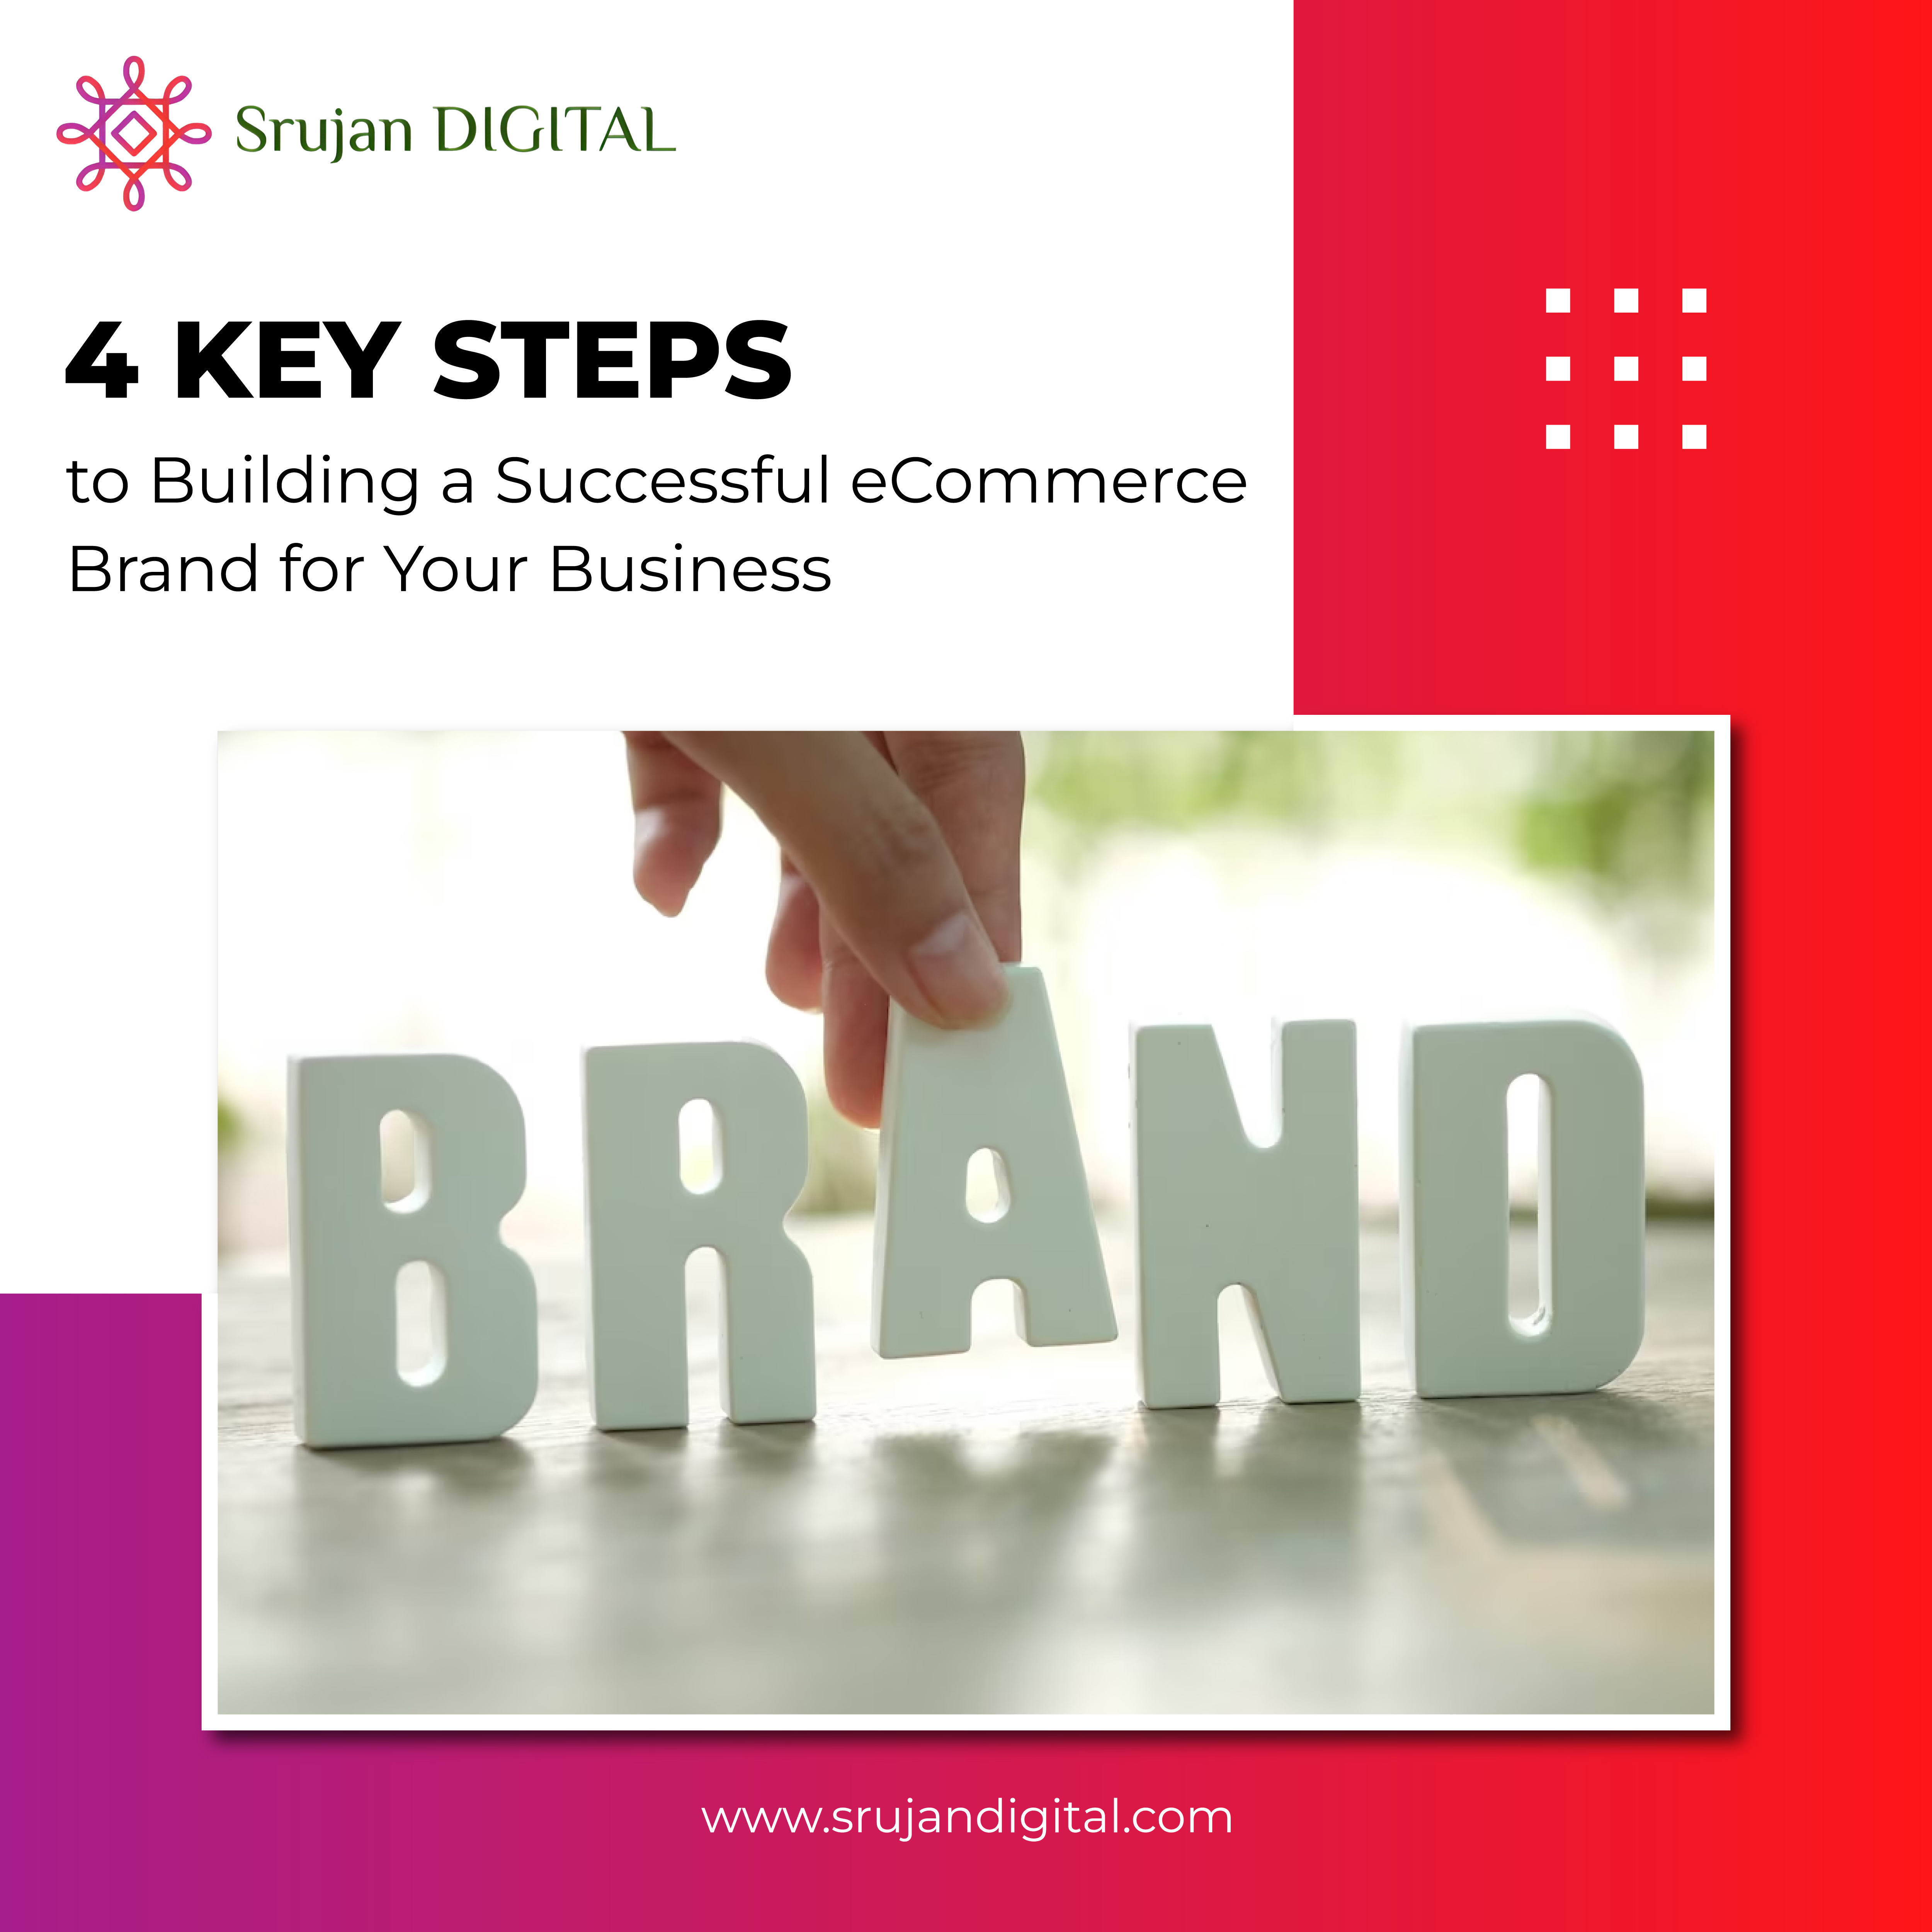 Srujan DIGITAL
4 KEY STEPS
to Building a Successful eCommerce
Brand for Your Business
BRAND
www.srujandigital.com